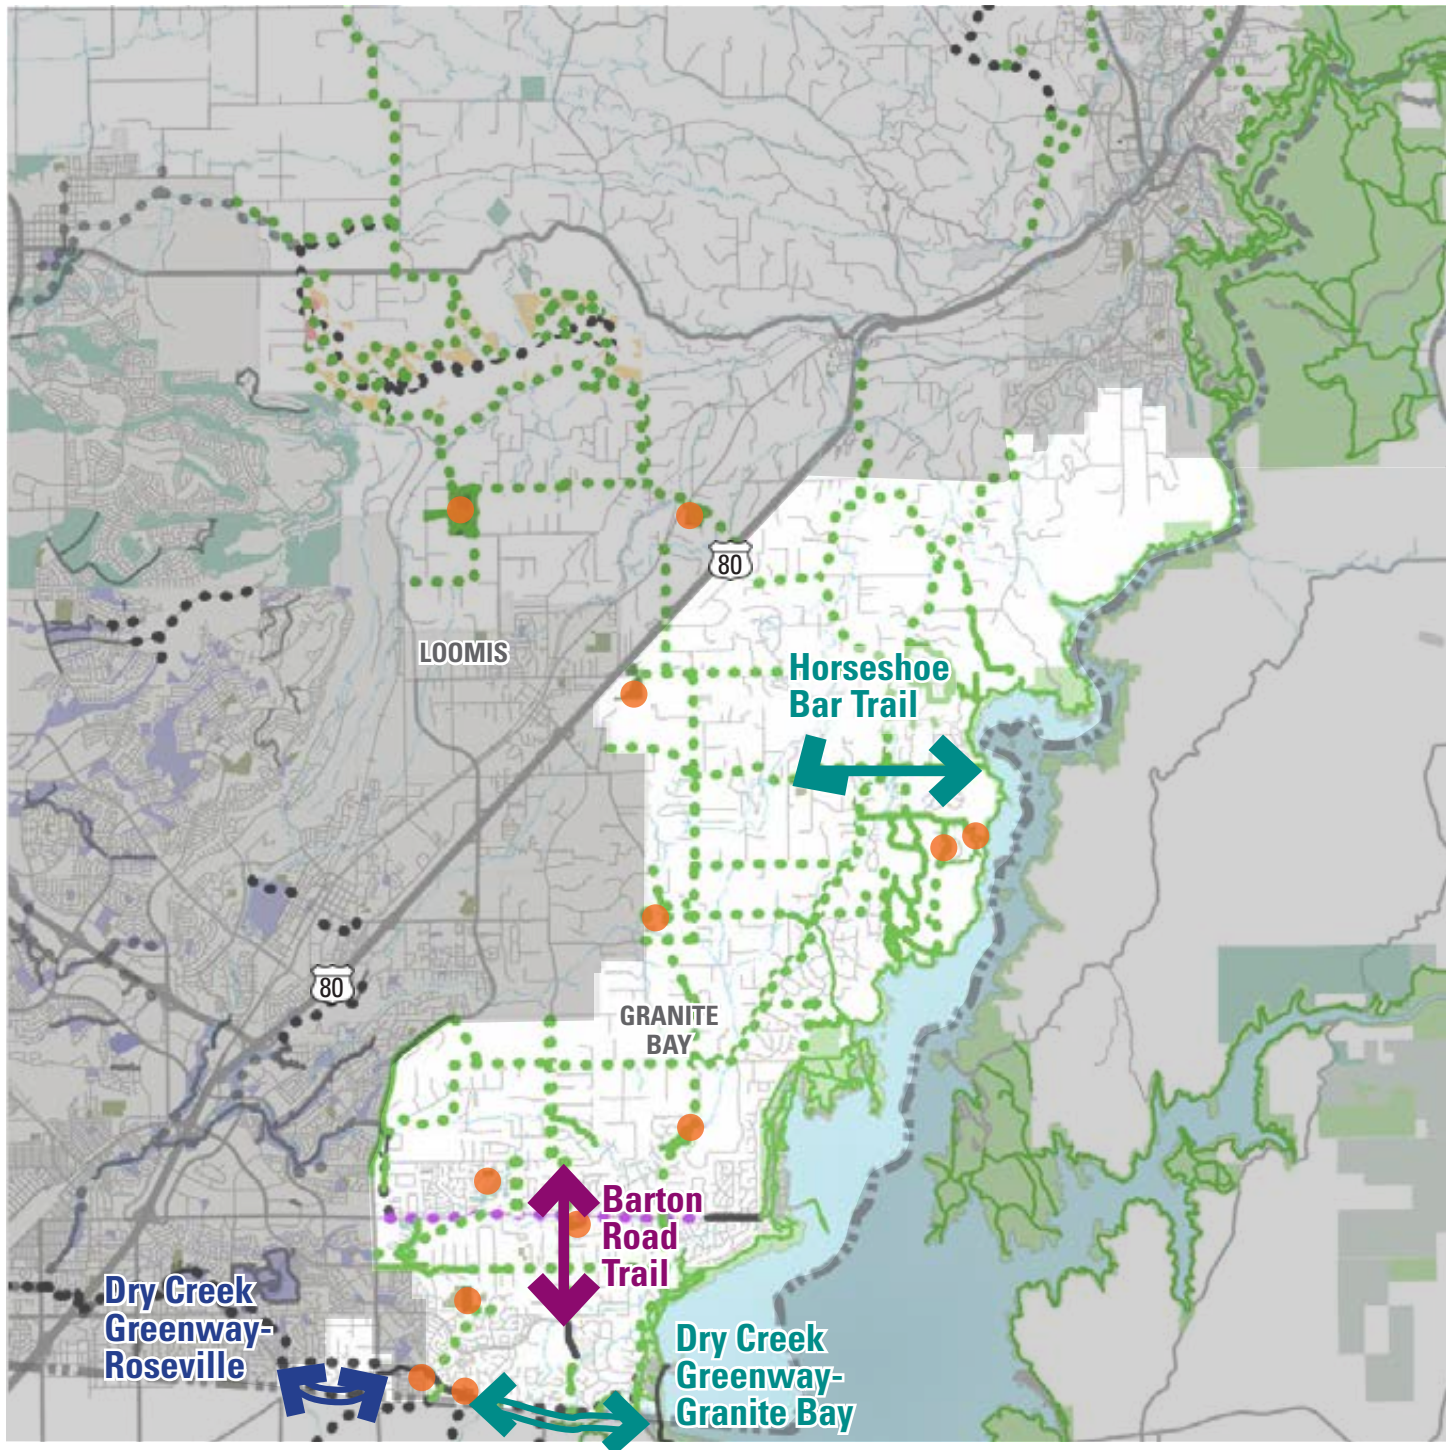 80
LOOMIS
Horseshoe
Bar Trail
80
GRANITE
BAY
Barton
Road
Trail
Dry Creek
Greenway-
Roseville
Dry Creek
Greenway-
Granite Bay